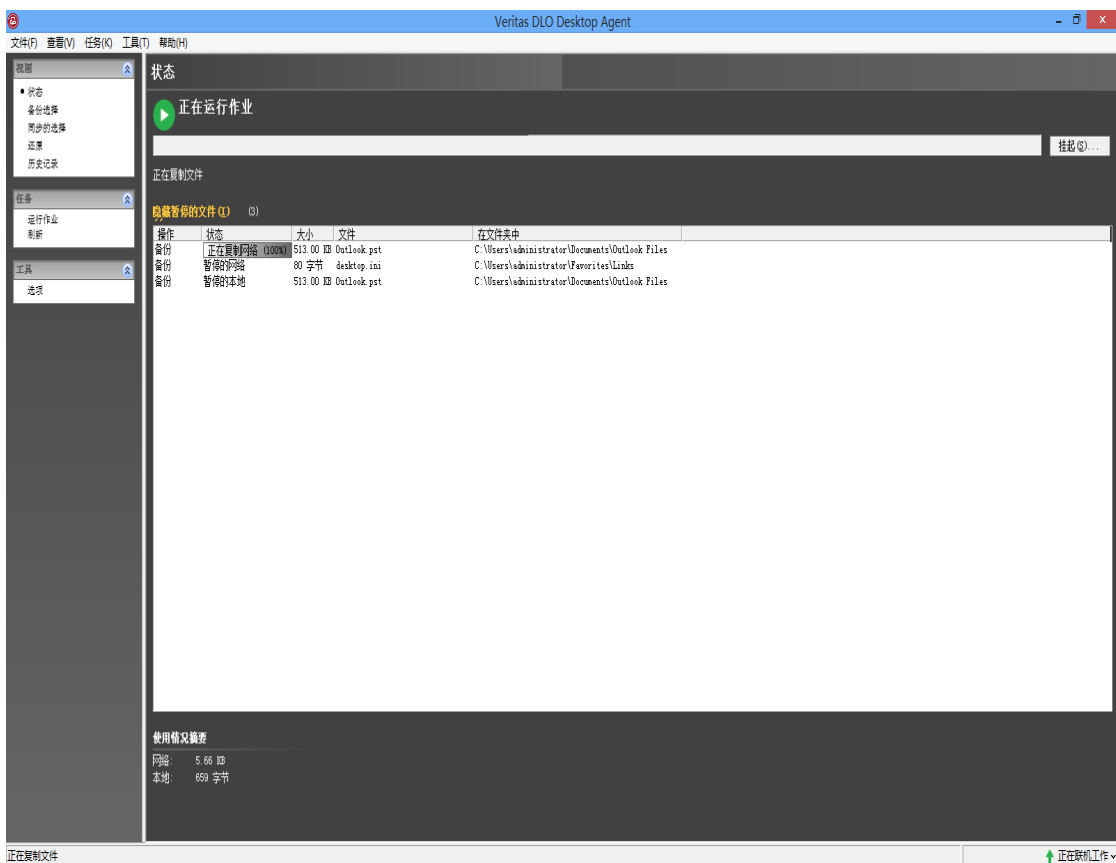 Veritas DLO Desktop Agent
文件(F) 查看(V) 任务(K) 工具(T) 帮助(H)
视图
状态
备份选择
同步的选择
还原
历史记录
任务
运行作业
刷新
工具
选项
状态
正在运行作业
挂起(S)...
正在复制文件
隐藏暂停的文件(I) (3)
操作 状态 大小 文件 在文件夹中
备份 正在复制网络 (100%) 513.00 KB Outlook.pst C:\Users\administrator\Documents\Outlook Files
备份 暂停的网络 80 字节 desktop.ini C:\Users\administrator\Favorites\Links
备份 暂停的本地 513.00 KB Outlook.pst C:\Users\administrator\Documents\Outlook Files
使用情况摘要
网络: 5.66 KB
本地: 659 字节
正在复制文件
正在联机工作